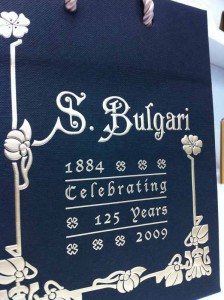 S. Bulgari
1884
Celebrating
125 Years
2009